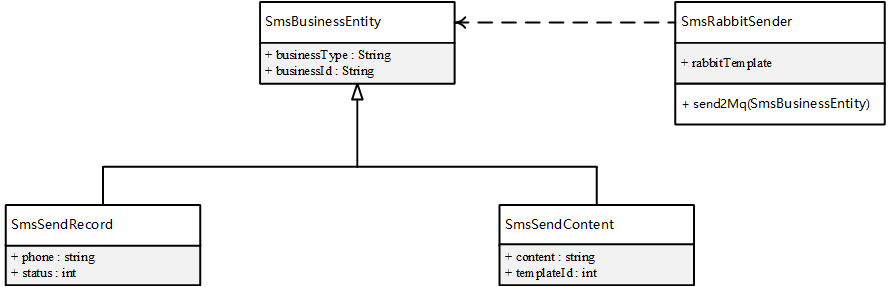 SmsBusinessEntity
+ businessType : String
+ businessId : String
SmsRabbitSender
+ rabbitTemplate
+ send2Mq(SmsBusinessEntity)
SmsSendRecord
+ phone : string
+ status : int
SmsSendContent
+ content : string
+ templateId : int